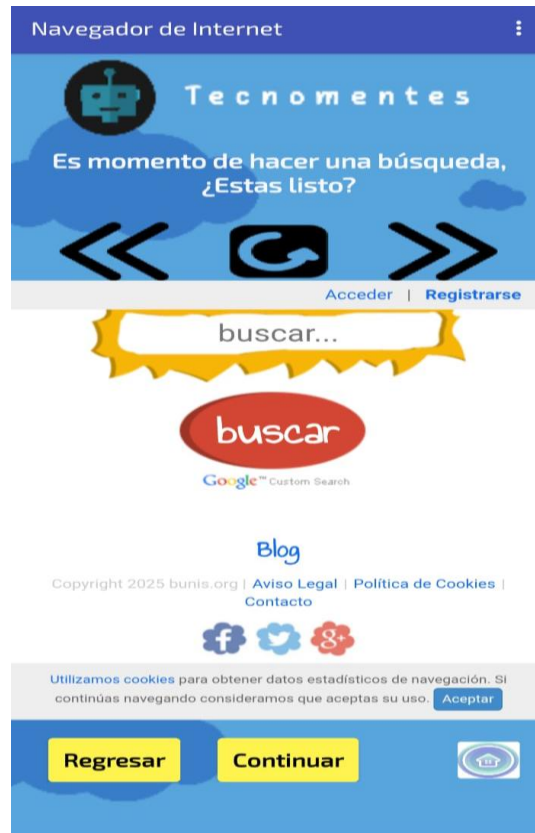 Navegador de Internet
Tecnomentes
Es momento de hacer una búsqueda,
¿Estas listo?
Acceder | Registrarse
buscar...
buscar
Google™ Custom Search
Blog
Copyright 2025 bunis.org | Aviso Legal | Política de Cookies |
Contacto
f g+
Utilizamos cookies para obtener datos estadísticos de navegación. Si
continúas navegando consideramos que aceptas su uso. Aceptar
Regresar Continuar